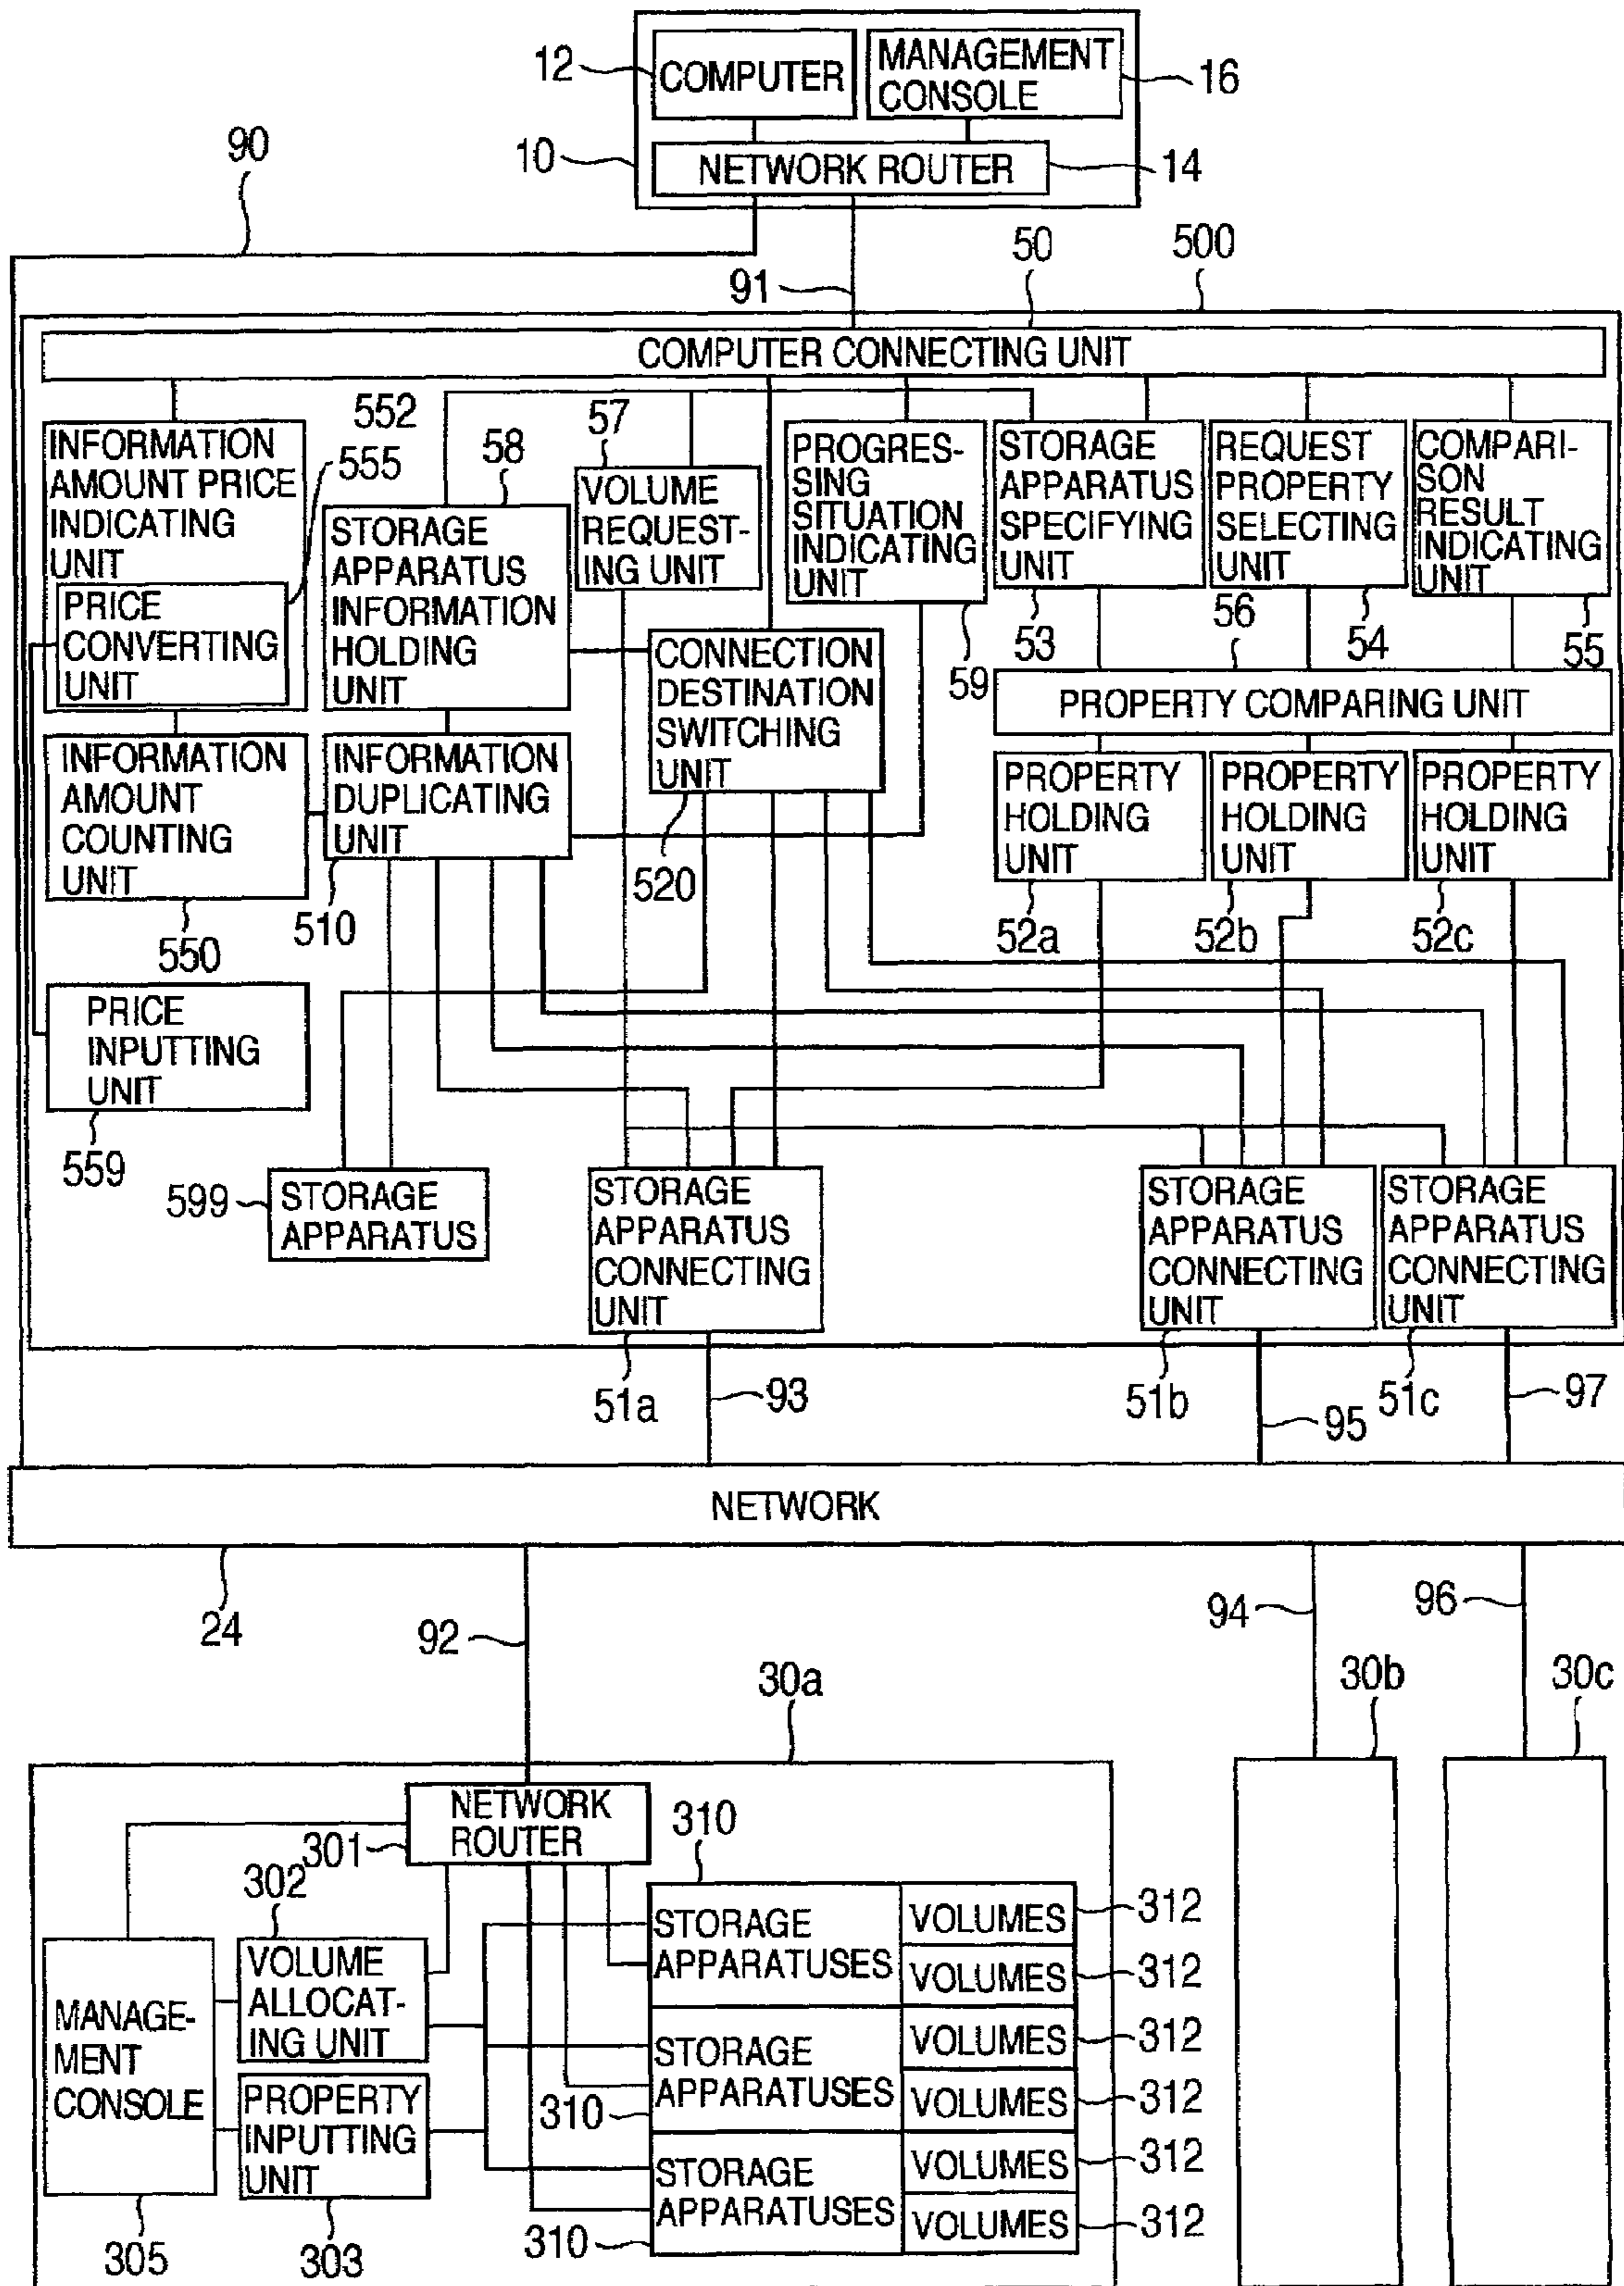 12
COMPUTER
MANAGEMENT
CONSOLE
16
10
NETWORK ROUTER
14
90
91
50
500
COMPUTER CONNECTING UNIT
INFORMATION
AMOUNT PRICE
INDICATING
UNIT
552
555
PRICE
CONVERTING
UNIT
58
STORAGE
APPARATUS
INFORMATION
HOLDING
UNIT
57
VOLUME
REQUEST-
ING UNIT
PROGRES-
SING
SITUATION
INDICATING
UNIT
59
STORAGE
APPARATUS
SPECIFYING
UNIT
53
REQUEST
PROPERTY
SELECTING
UNIT
54
COMPARI-
SON
RESULT
INDICATING
UNIT
55
56
CONNECTION
DESTINATION
SWITCHING
UNIT
520
PROPERTY COMPARING UNIT
INFORMATION
AMOUNT
COUNTING
UNIT
550
INFORMATION
DUPLICATING
UNIT
510
PROPERTY
HOLDING
UNIT
52a
PROPERTY
HOLDING
UNIT
52b
PROPERTY
HOLDING
UNIT
52c
PRICE
INPUTTING
UNIT
559
599
STORAGE
APPARATUS
STORAGE
APPARATUS
CONNECTING
UNIT
51a
STORAGE
APPARATUS
CONNECTING
UNIT
51b
STORAGE
APPARATUS
CONNECTING
UNIT
51c
93
95
97
NETWORK
24
92
94
96
30a
30b
30c
NETWORK
ROUTER
301
302
VOLUME
ALLOCAT-
ING UNIT
MANAGE-
MENT
CONSOLE
305
PROPERTY
INPUTTING
UNIT
303
310
STORAGE
APPARATUSES
VOLUMES
312
VOLUMES
312
STORAGE
APPARATUSES
310
VOLUMES
312
VOLUMES
312
STORAGE
APPARATUSES
310
VOLUMES
312
VOLUMES
312